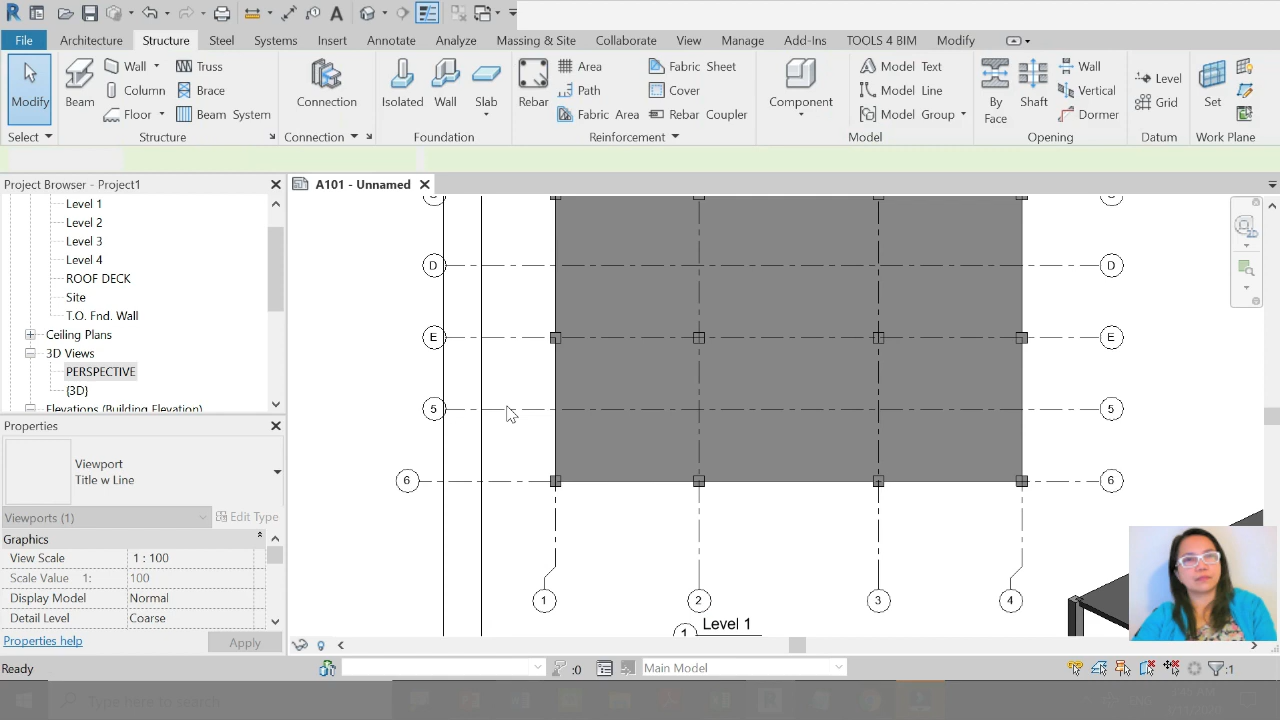 File Architecture Structure Steel Systems Insert Annotate Analyze Massing & Site Collaborate View Manage Add-Ins TOOLS 4 BIM Modify
Modify
Beam
Wall
Column
Floor
Truss
Brace
Beam System
Connection
Isolated
Wall
Slab
Rebar
Area
Path
Fabric Area
Fabric Sheet
Cover
Rebar Coupler
Component
Model Text
Model Line
Model Group
By Face
Shaft
Wall
Vertical
Dormer
Level
Grid
Set
Select Structure Connection Foundation Reinforcement Model Opening Datum Work Plane
Project Browser - Project1
Level 1
Level 2
Level 3
Level 4
ROOF DECK
Site
T.O. Fnd. Wall
Ceiling Plans
3D Views
PERSPECTIVE
{3D}
Elevations (Building Elevation)
Properties
Viewport
Title w Line
Viewports (1) Edit Type
Graphics
View Scale 1 : 100
Scale Value 1: 100
Display Model Normal
Detail Level Coarse
Properties help Apply
A101 - Unnamed
D D
E E
5 5
6 6
1 2 3 4
1 Level 1
Ready :0 Main Model :1
Type here to search
ENG